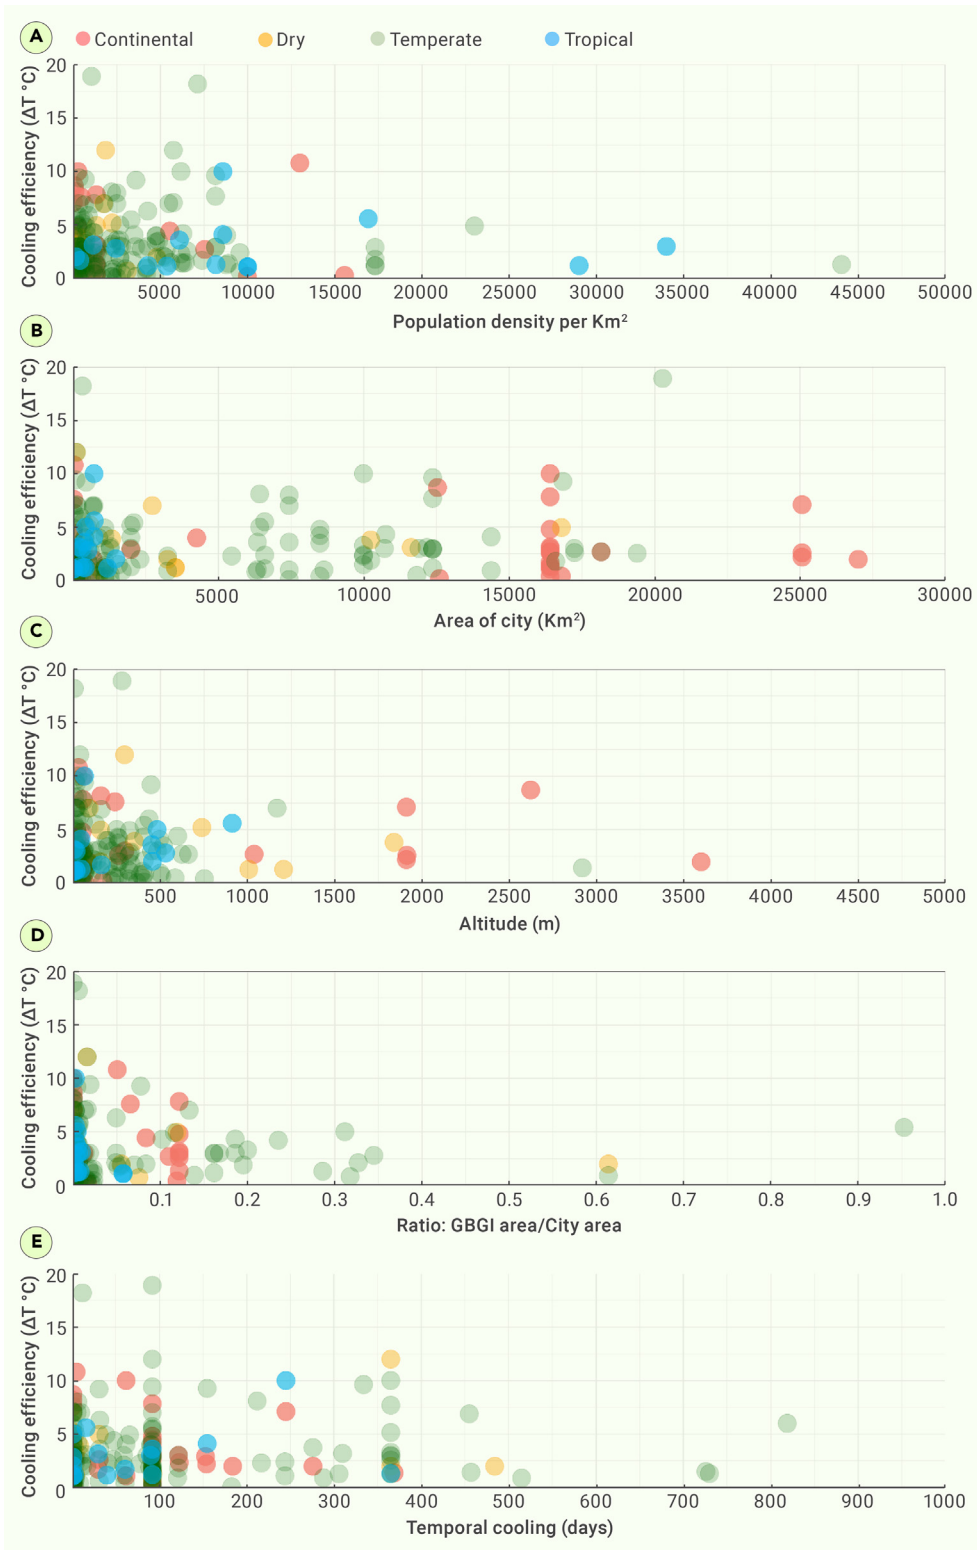 A
Continental Dry Temperate Tropical
Cooling efficiency (ΔT °C)
20
15
10
5
0
5000 10000 15000 20000 25000 30000 35000 40000 45000 50000
Population density per Km²
B
Cooling efficiency (ΔT °C)
20
15
10
5
0
5000 10000 15000 20000 25000 30000
Area of city (Km²)
C
Cooling efficiency (ΔT °C)
20
15
10
5
0
500 1000 1500 2000 2500 3000 3500 4000 4500 5000
Altitude (m)
D
Cooling efficiency (ΔT °C)
20
15
10
5
0
0.1 0.2 0.3 0.4 0.5 0.6 0.7 0.8 0.9 1.0
Ratio: GBGI area/City area
E
Cooling efficiency (ΔT °C)
20
15
10
5
0
100 200 300 400 500 600 700 800 900 1000
Temporal cooling (days)